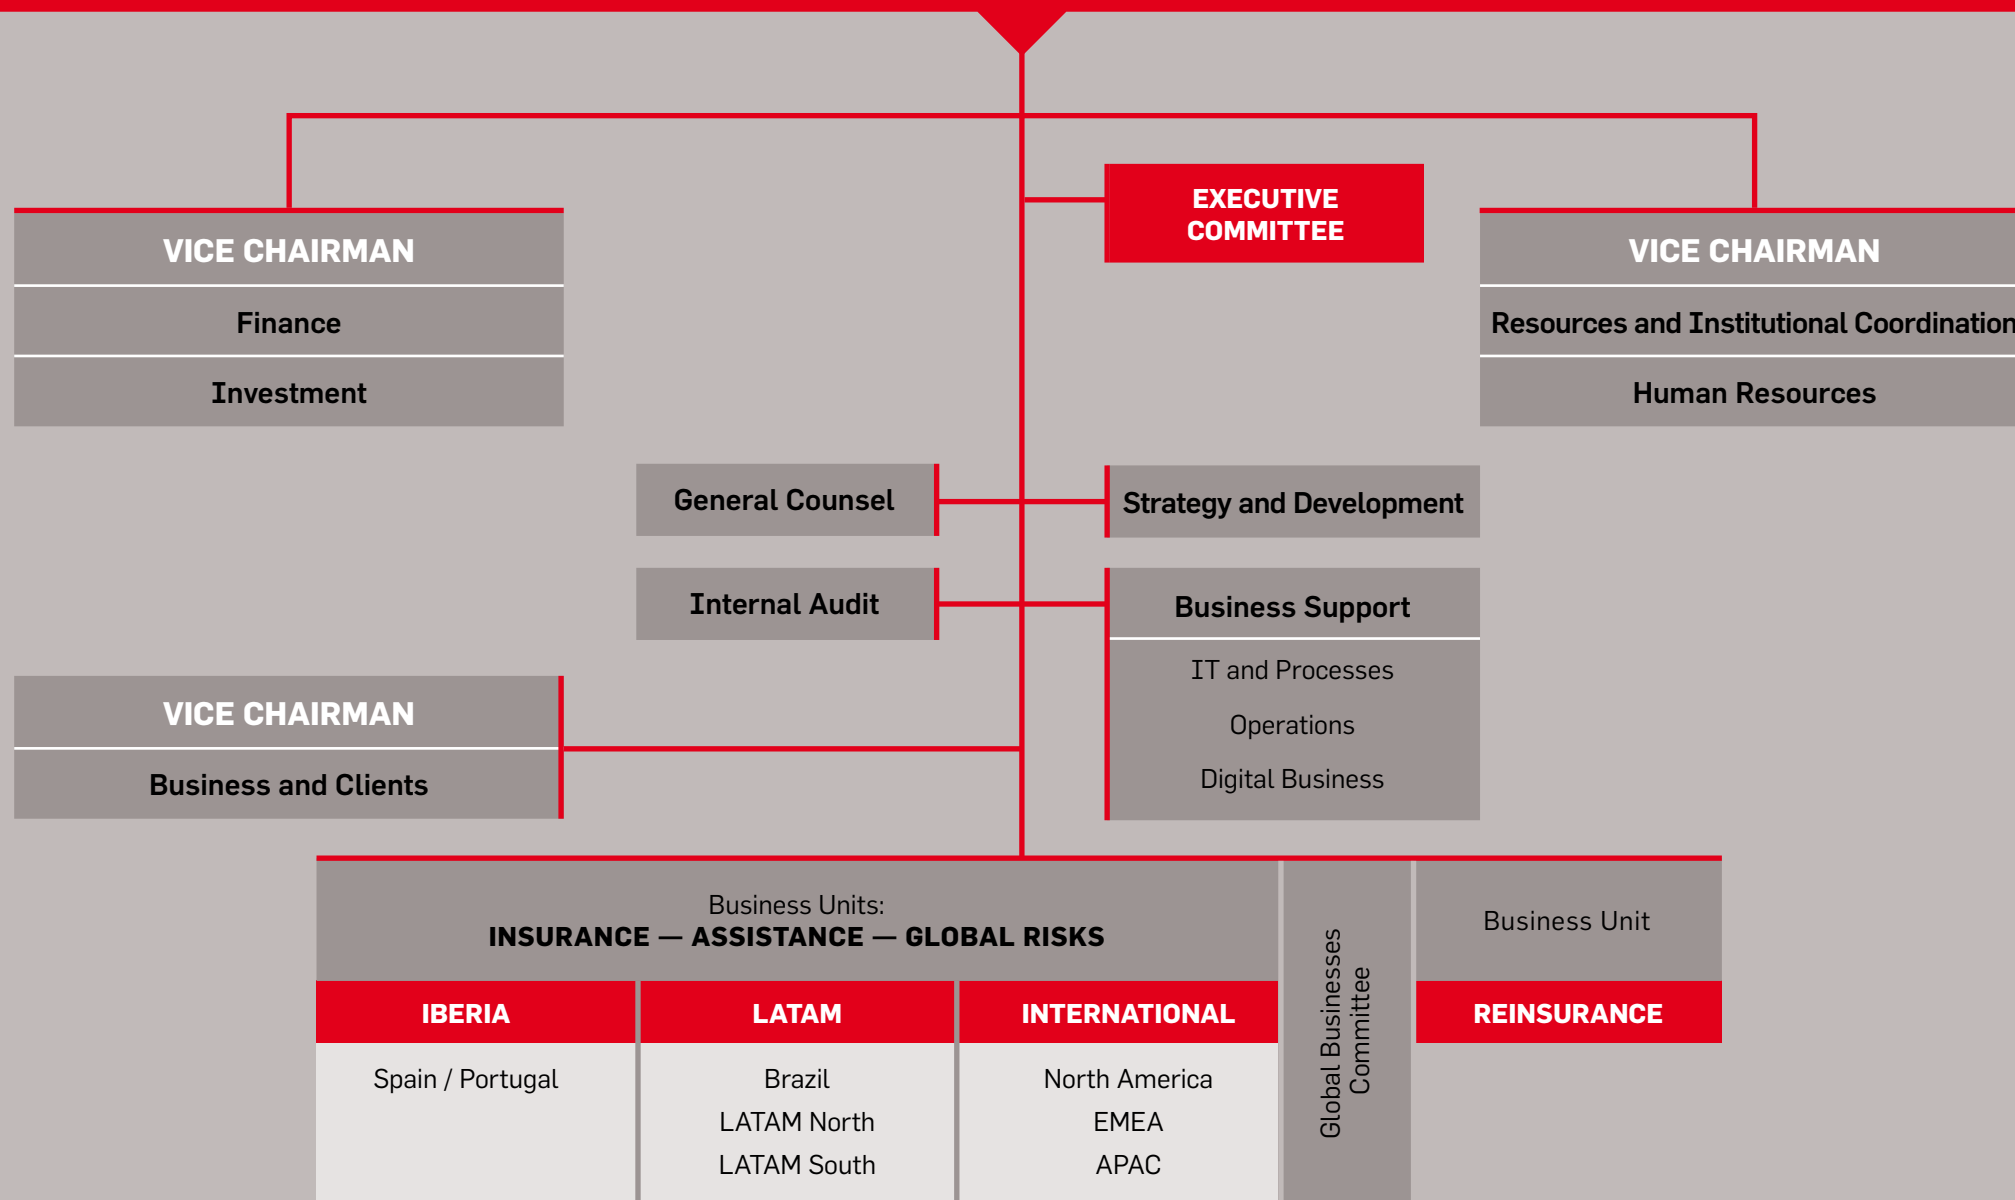 EXECUTIVE
COMMITTEE
VICE CHAIRMAN
Finance
Investment
VICE CHAIRMAN
Resources and Institutional Coordination
Human Resources
General Counsel
Strategy and Development
Internal Audit
Business Support
IT and Processes
Operations
Digital Business
VICE CHAIRMAN
Business and Clients
Business Units:
INSURANCE — ASSISTANCE — GLOBAL RISKS
IBERIA
Spain / Portugal
LATAM
Brazil
LATAM North
LATAM South
INTERNATIONAL
North America
EMEA
APAC
Global Businesses
Committee
Business Unit
REINSURANCE